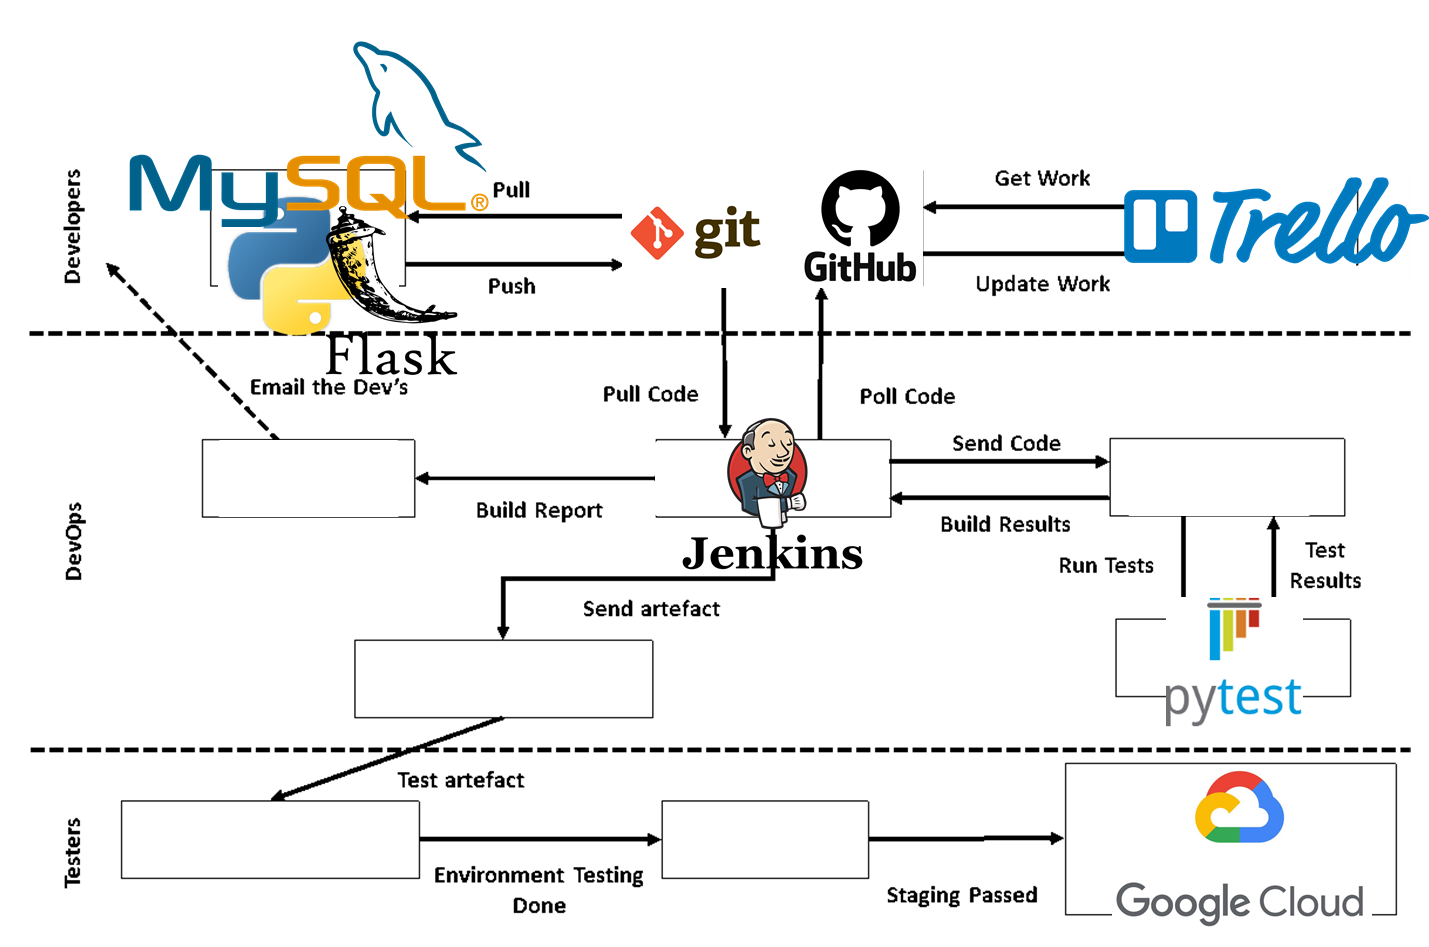 MySQL®
Developers
Pull
Get Work
git
GitHub
Trello
Push
Update Work
Flask
Email the Dev's
Pull Code
Poll Code
Send Code
DevOps
Build Report
Build Results
Jenkins
Run Tests
Test
Results
Send artefact
pytest
Test artefact
Testers
Environment Testing
Done
Staging Passed
Google Cloud